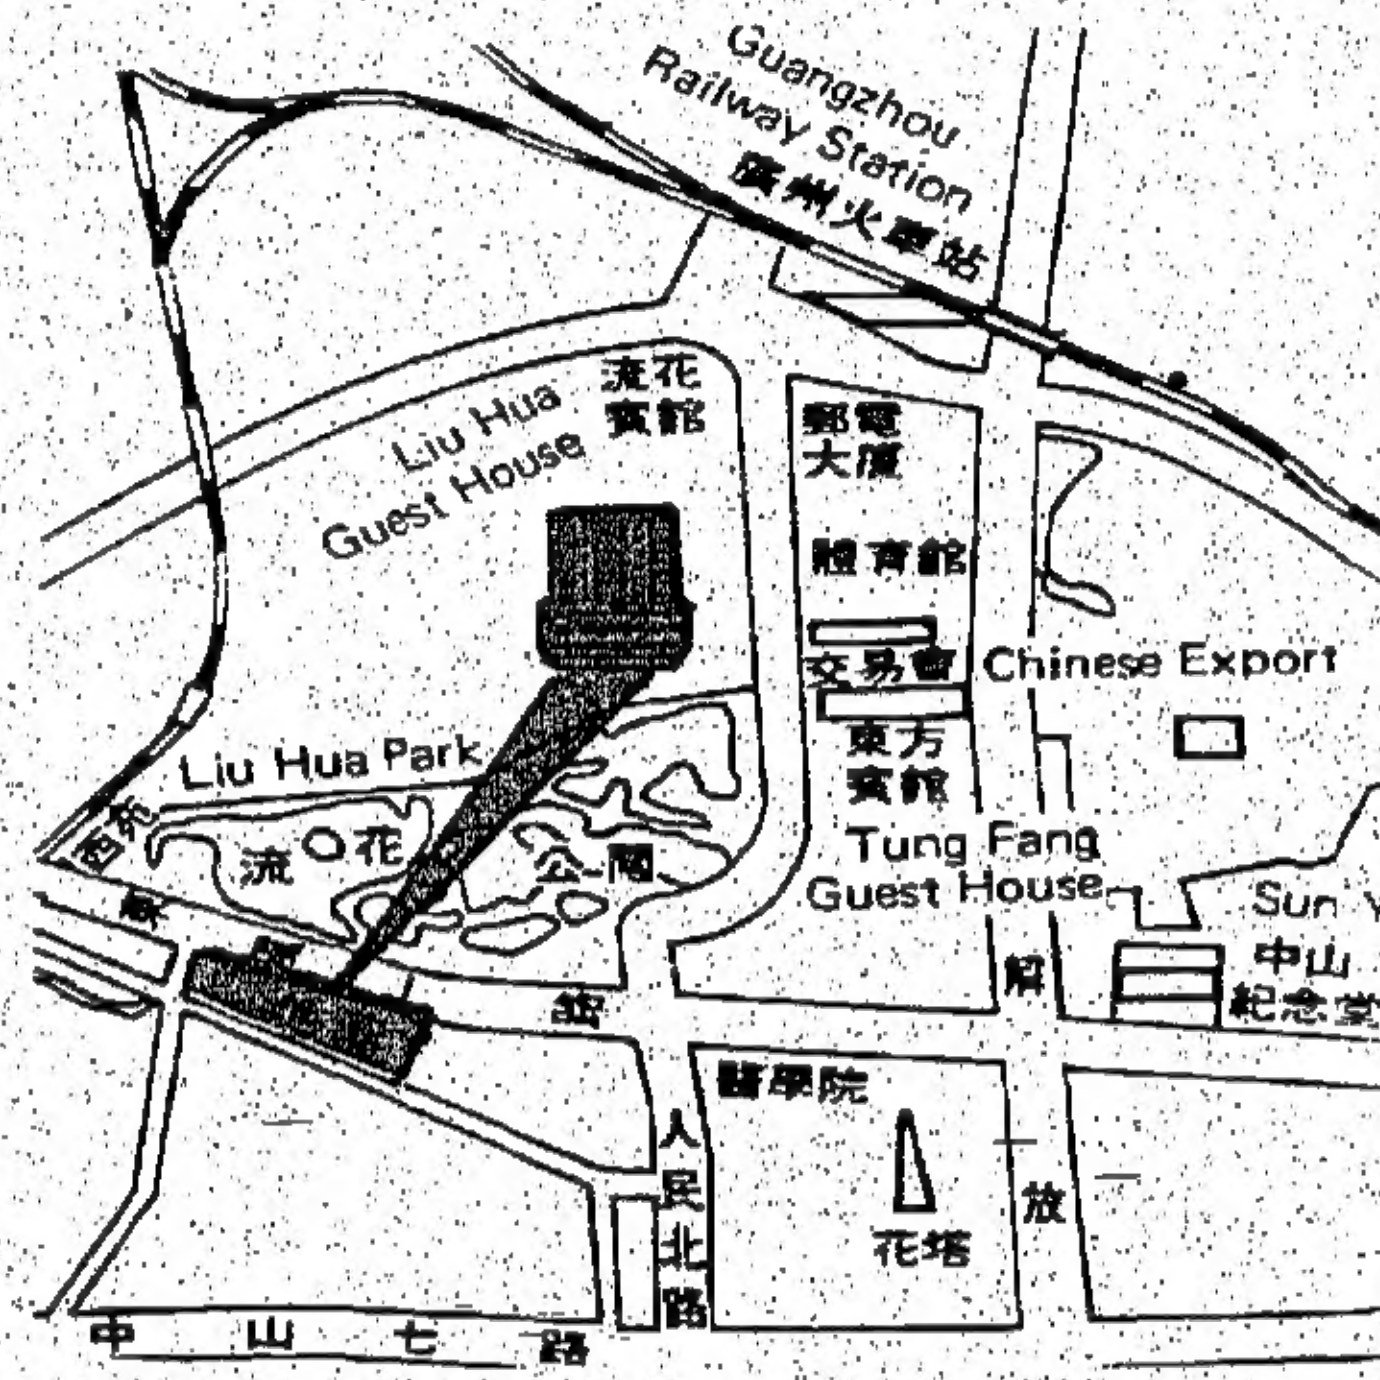 Guangzhou
Railway Station
廣州火車站
流花
賓館
Liu Hua
Guest House
郵電
大廈
體育館
交易會
Chinese Export
東方
賓館
Tung Fang
Guest House
Liu Hua Park
西苑
流花
公園
Sun Y
中山
紀念堂
解
放
醫學院
花塔
人
民
北
路
中山七路